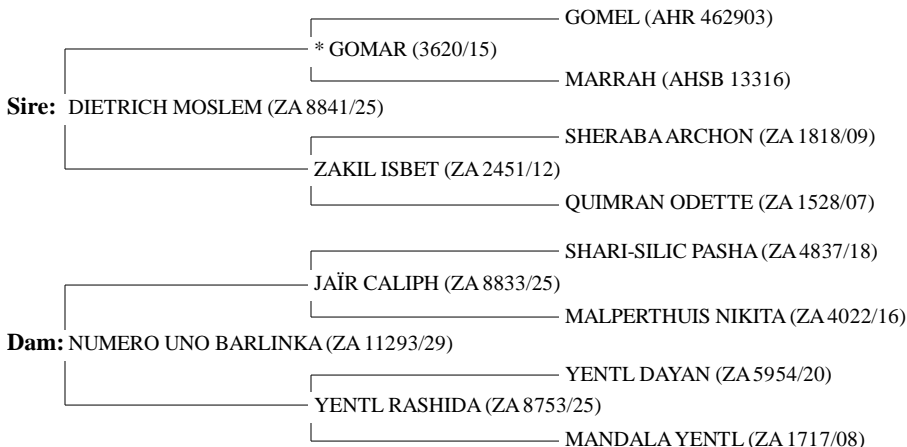 GOMEL (AHR 462903)
* GOMAR (3620/15)
MARRAH (AHSB 13316)
Sire: DIETRICH MOSLEM (ZA 8841/25)
SHERABA ARCHON (ZA 1818/09)
ZAKIL ISBET (ZA 2451/12)
QUIMRAN ODETTE (ZA 1528/07)
SHARI-SILIC PASHA (ZA 4837/18)
JAÏR CALIPH (ZA 8833/25)
MALPERTHUIS NIKITA (ZA 4022/16)
Dam: NUMERO UNO BARLINKA (ZA 11293/29)
YENTL DAYAN (ZA 5954/20)
YENTL RASHIDA (ZA 8753/25)
MANDALA YENTL (ZA 1717/08)